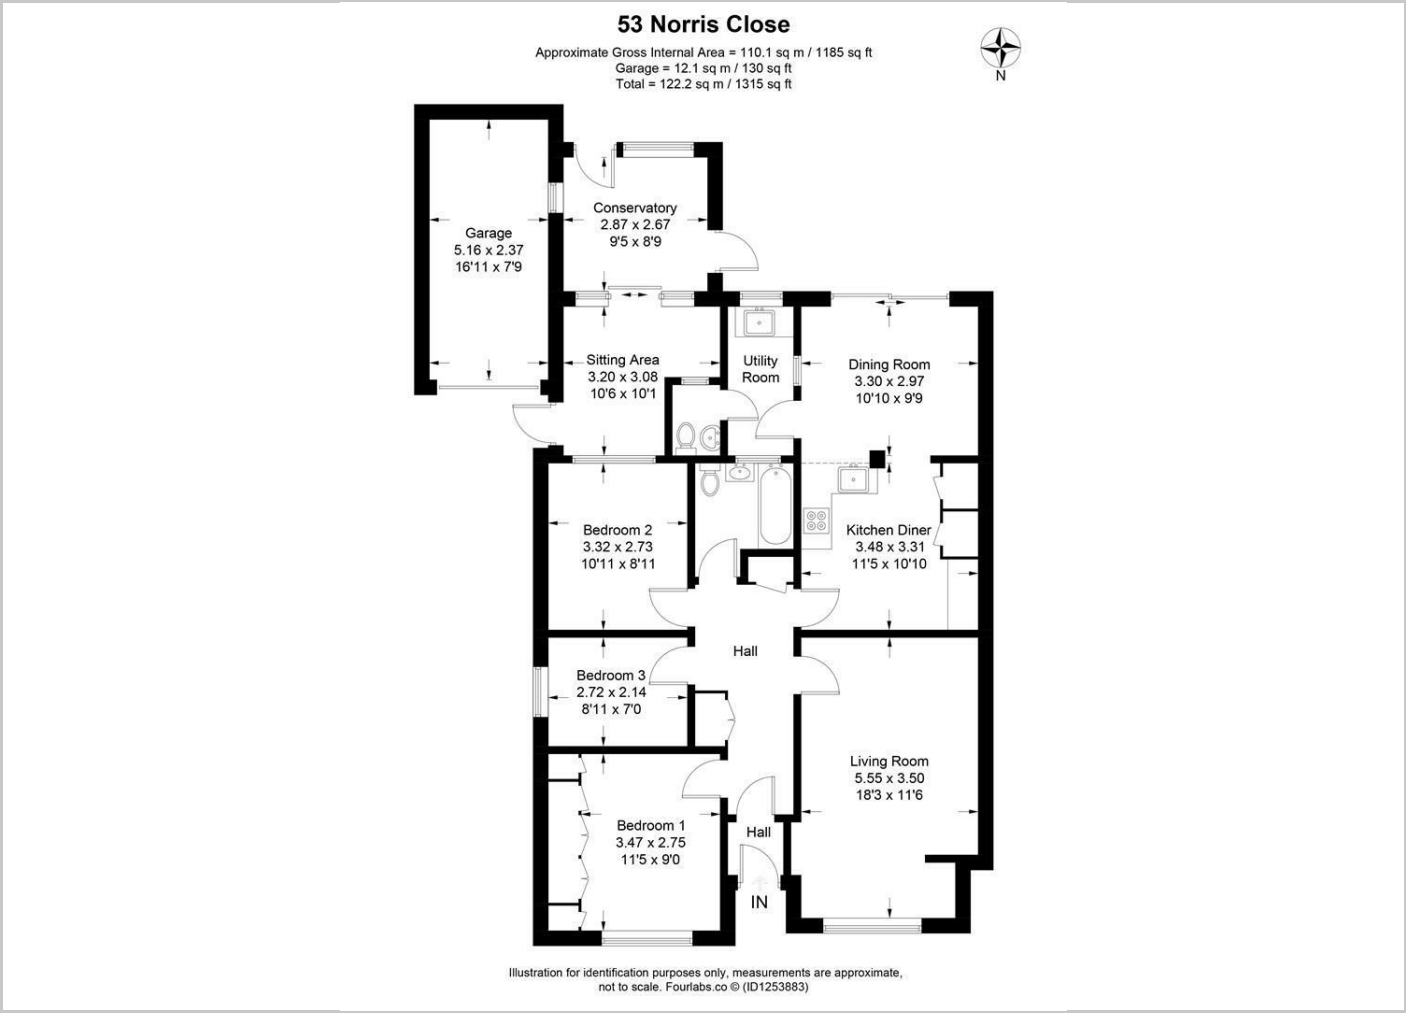 53 Norris Close
Approximate Gross Internal Area = 110.1 sq m / 1185 sq ft
Garage = 12.1 sq m / 130 sq ft
Total = 122.2 sq m / 1315 sq ft
N
Garage
5.16 x 2.37
16'11 x 7'9
Conservatory
2.87 x 2.67
9'5 x 8'9
Sitting Area
3.20 x 3.08
10'6 x 10'1
Utility
Room
Dining Room
3.30 x 2.97
10'10 x 9'9
Bedroom 2
3.32 x 2.73
10'11 x 8'11
Kitchen Diner
3.48 x 3.31
11'5 x 10'10
Hall
Bedroom 3
2.72 x 2.14
8'11 x 7'0
Living Room
5.55 x 3.50
18'3 x 11'6
Bedroom 1
3.47 x 2.75
11'5 x 9'0
Hall
IN
Illustration for identification purposes only, measurements are approximate,
not to scale. Fourlabs.co © (ID1253883)